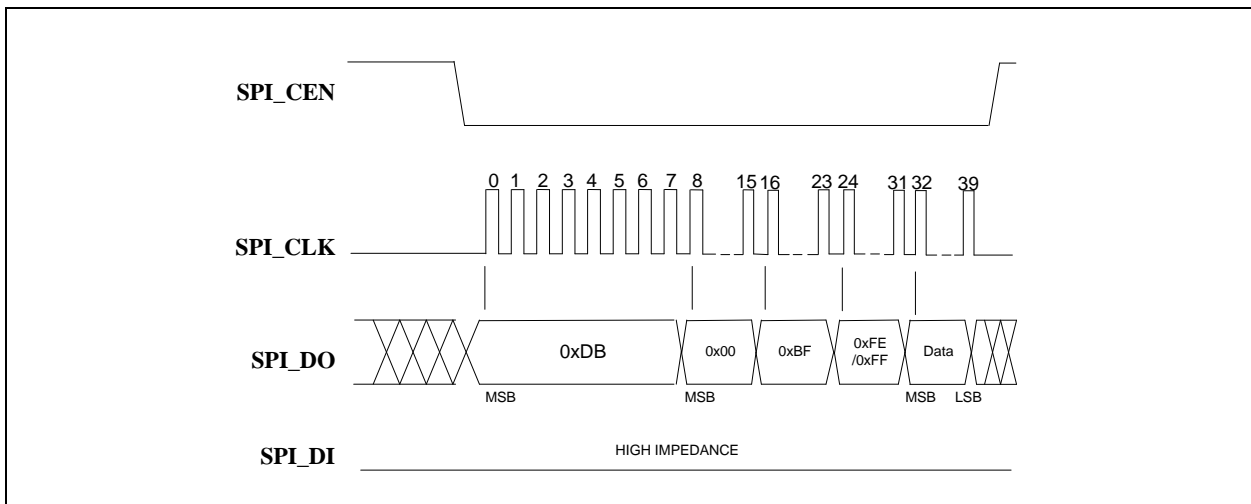 SPI_CEN
0 1 2 3 4 5 6 7 8 15 16 23 24 31 32 39
SPI_CLK
SPI_DO
0xDB
0x00
0xBF
0xFE
/0xFF
Data
MSB
MSB
MSB
LSB
HIGH IMPEDANCE
SPI_DI